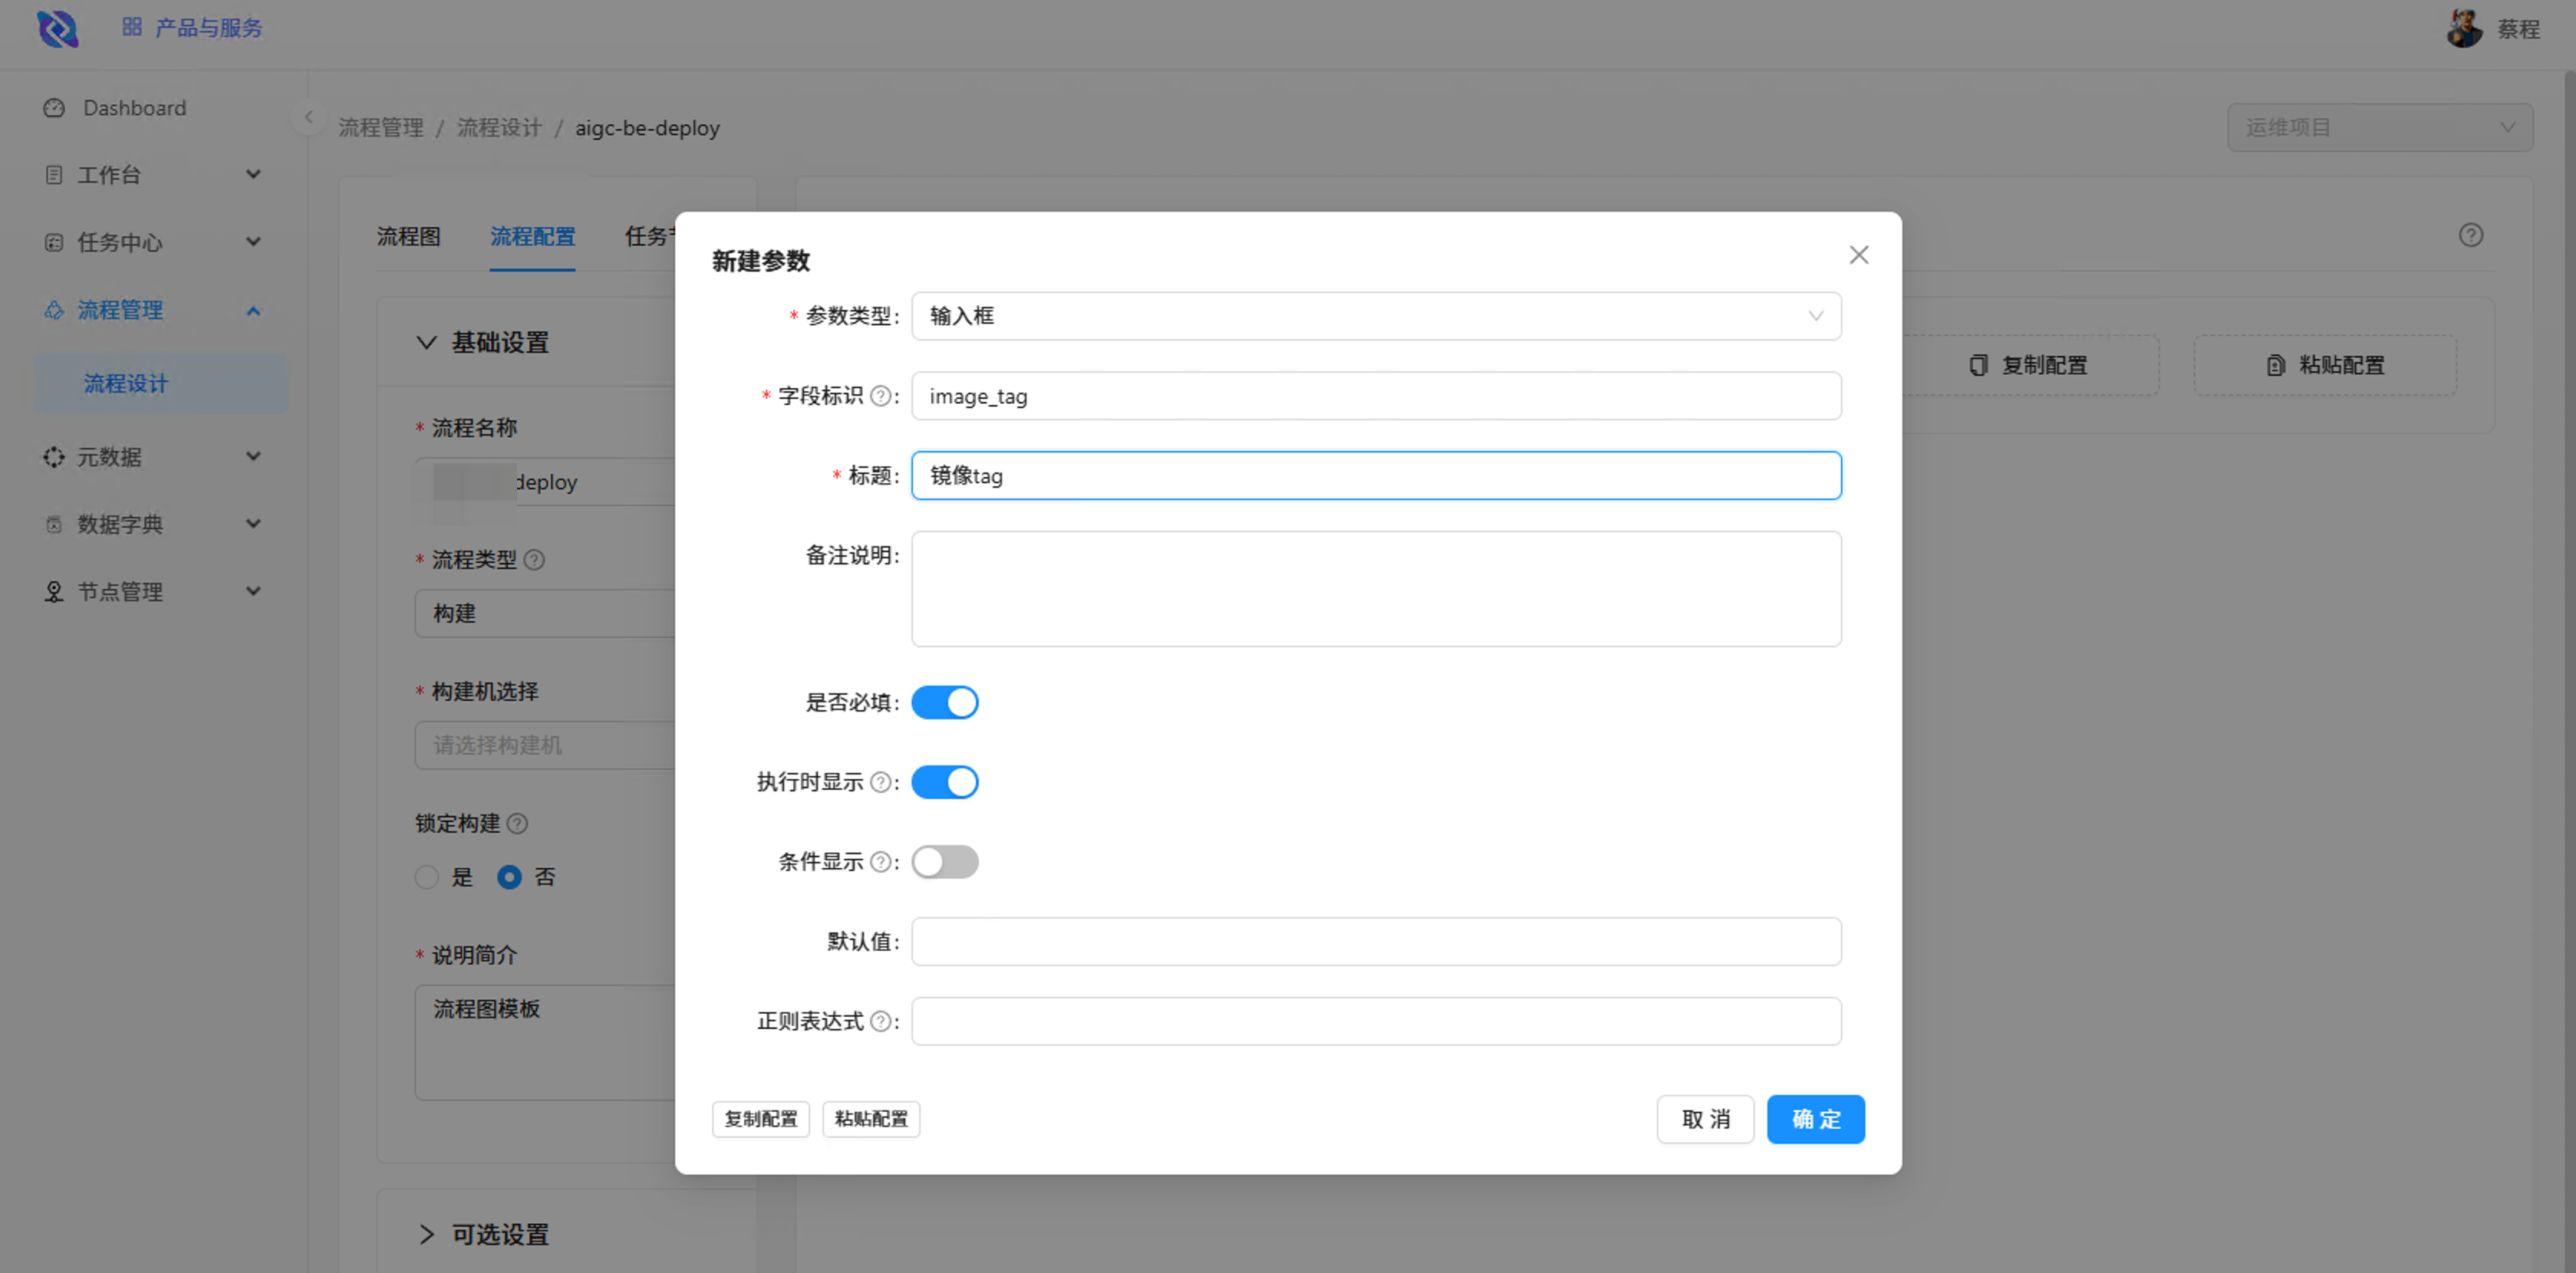 产品与服务
蔡程
Dashboard
工作台
任务中心
流程管理
流程设计
元数据
数据字典
节点管理
流程管理 / 流程设计 / aigc-be-deploy
运维项目
流程图
流程配置
任务
基础设置
* 流程名称
deploy
* 流程类型
构建
* 构建机选择
请选择构建机
锁定构建
是
否
* 说明简介
流程图模板
可选设置
复制配置
粘贴配置
新建参数
* 参数类型:
输入框
* 字段标识:
image_tag
* 标题:
镜像tag
备注说明:
是否必填:
执行时显示:
条件显示:
默认值:
正则表达式:
复制配置
粘贴配置
取 消
确 定